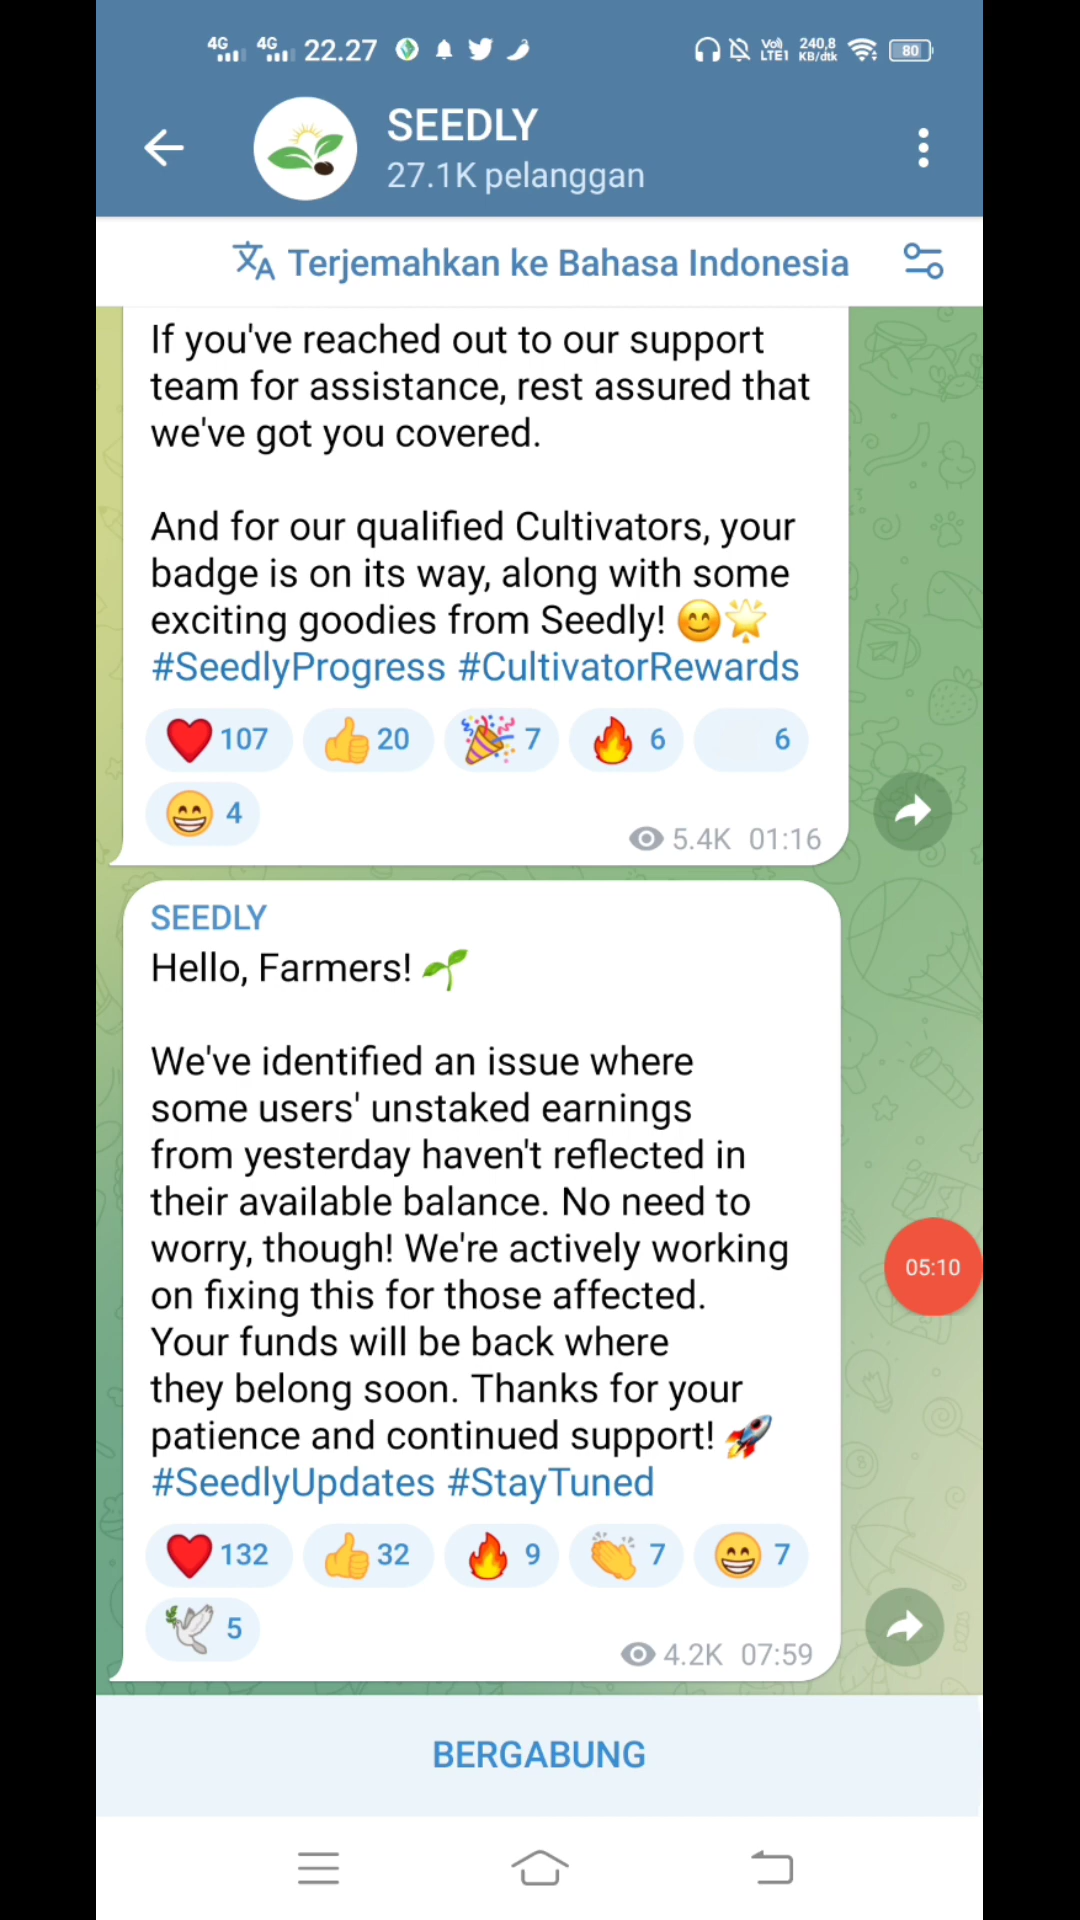 4G 4G 22.27 Vo) LTE1 240,8 KB/dtk 80
SEEDLY
27.1K pelanggan
Terjemahkan ke Bahasa Indonesia
If you've reached out to our support
team for assistance, rest assured that
we've got you covered.
And for our qualified Cultivators, your
badge is on its way, along with some
exciting goodies from Seedly! 😊🌟
#SeedlyProgress #CultivatorRewards
❤️ 107 👍 20 🎉 7 🔥 6 6
😁 4
5.4K 01:16
SEEDLY
Hello, Farmers! 🌱
We've identified an issue where
some users' unstaked earnings
from yesterday haven't reflected in
their available balance. No need to
worry, though! We're actively working
on fixing this for those affected.
Your funds will be back where
they belong soon. Thanks for your
patience and continued support! 🚀
#SeedlyUpdates #StayTuned
❤️ 132 👍 32 🔥 9 👏 7 😁 7
🕊 5
4.2K 07:59
05:10
BERGABUNG